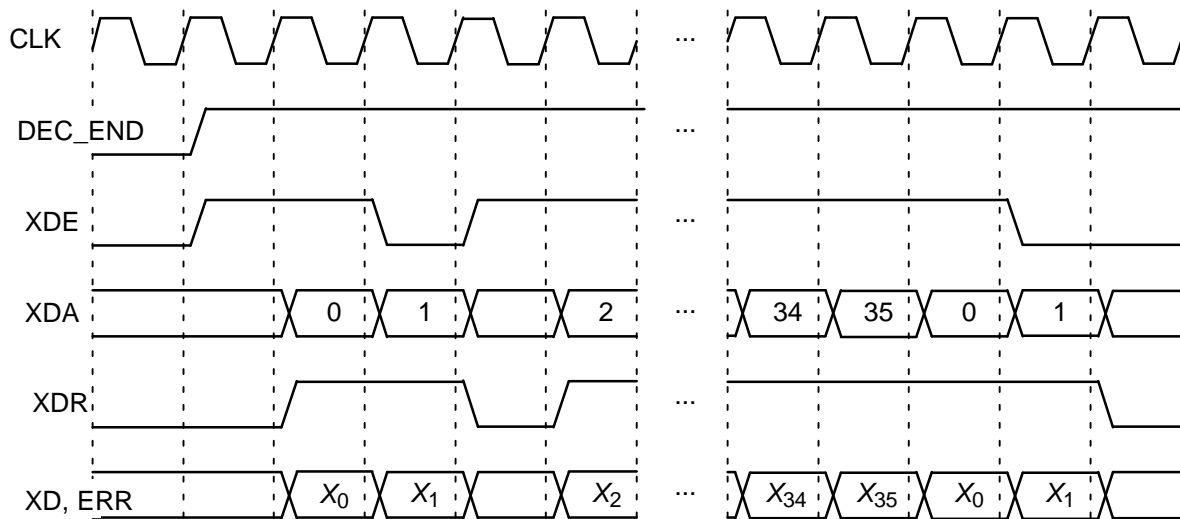 CLK ...
DEC_END ...
XDE ...
XDA 0 1 2 ... 34 35 0 1
XDR ...
XD, ERR X0 X1 X2 ... X34 X35 X0 X1